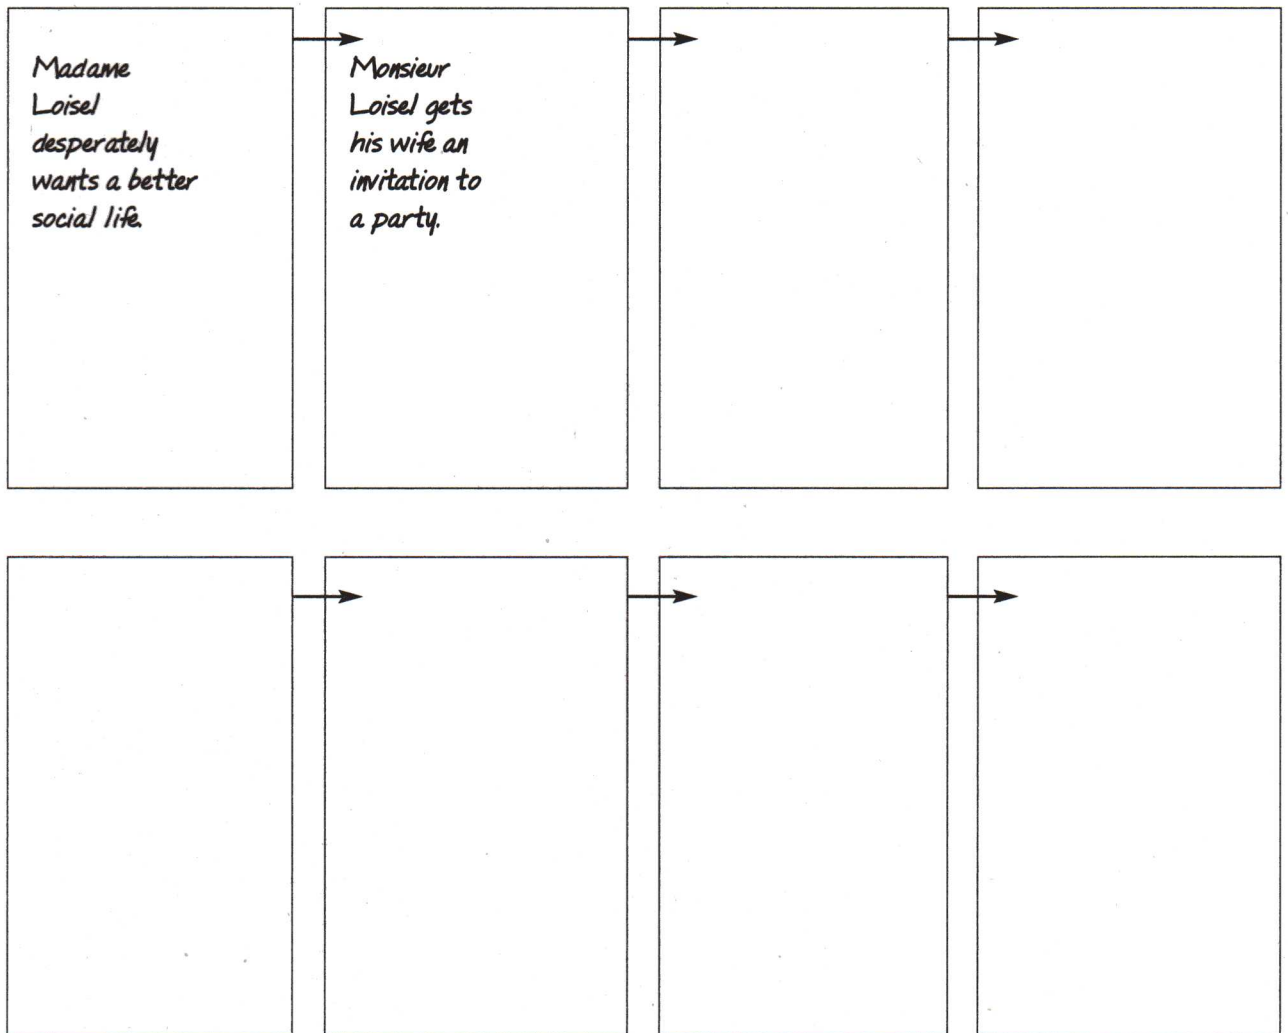 Madame
Loisel
desperately
wants a better
social life.
Monsieur
Loisel gets
his wife an
invitation to
a party.